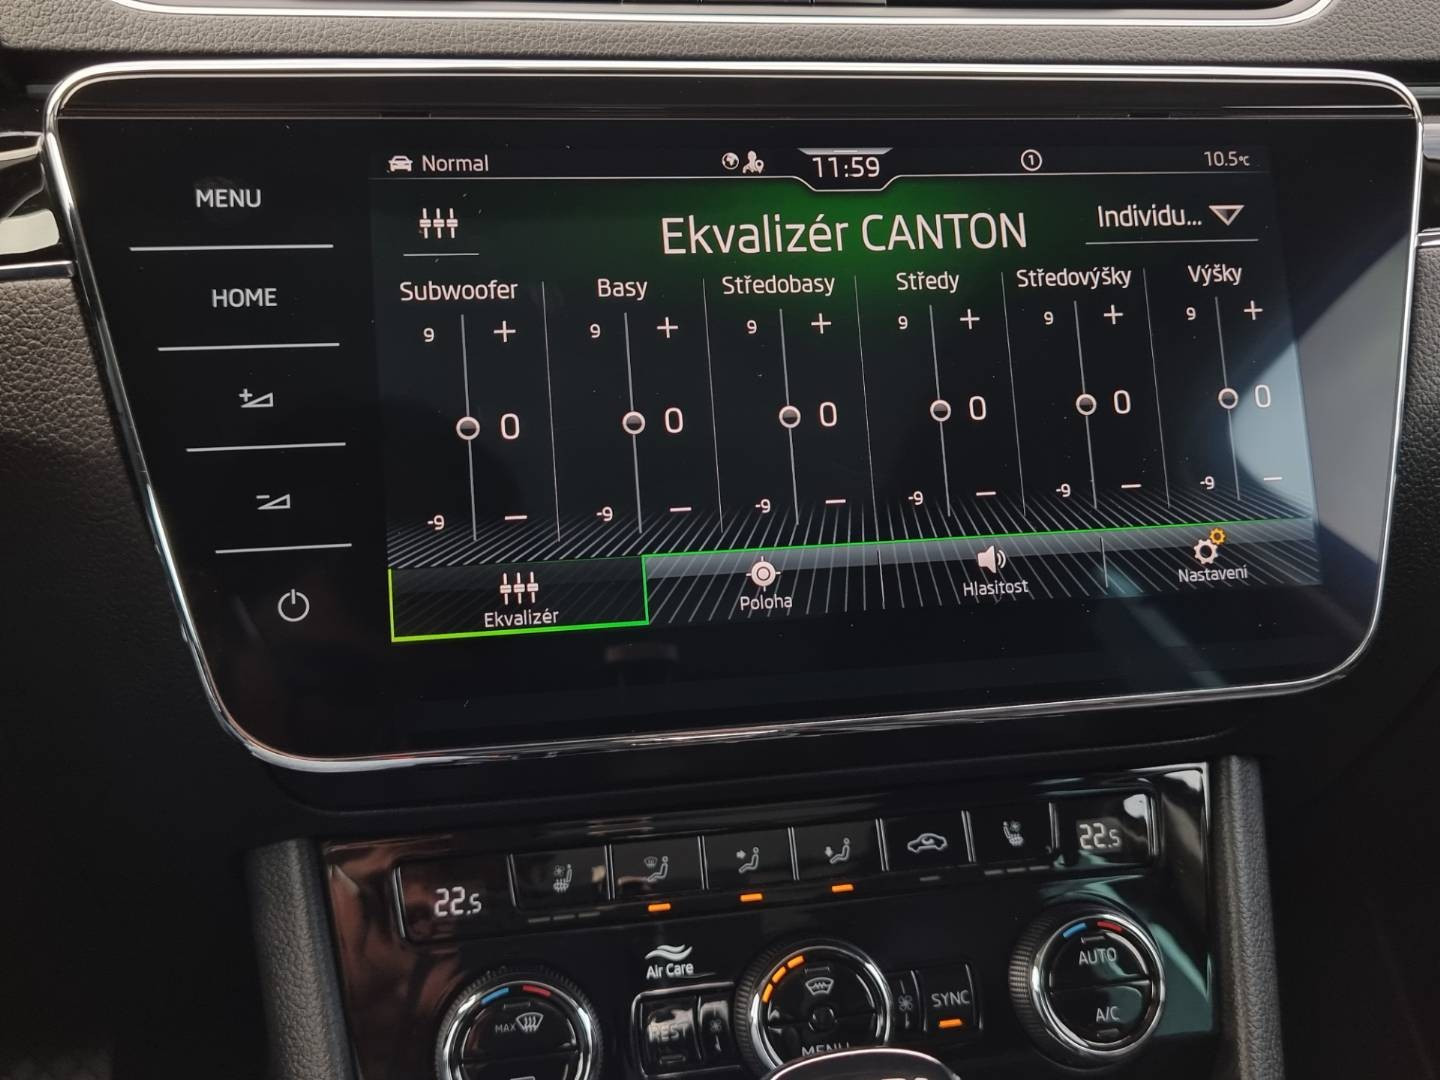 Normal
11:59
1
10.5°C
MENU
HOME
Ekvalizér CANTON
Individu...
Subwoofer
Basy
Středobasy
Středy
Středovýšky
Výšky
9 +
9 +
9 +
9 +
9 +
9 +
0
0
0
0
0
0
-9 –
-9 –
-9 –
-9 –
-9 –
-9 –
Ekvalizér
Poloha
Hlasitost
Nastavení
22.5
22.5
Air Care
MAX
REST
MENU
SYNC
AUTO
A/C